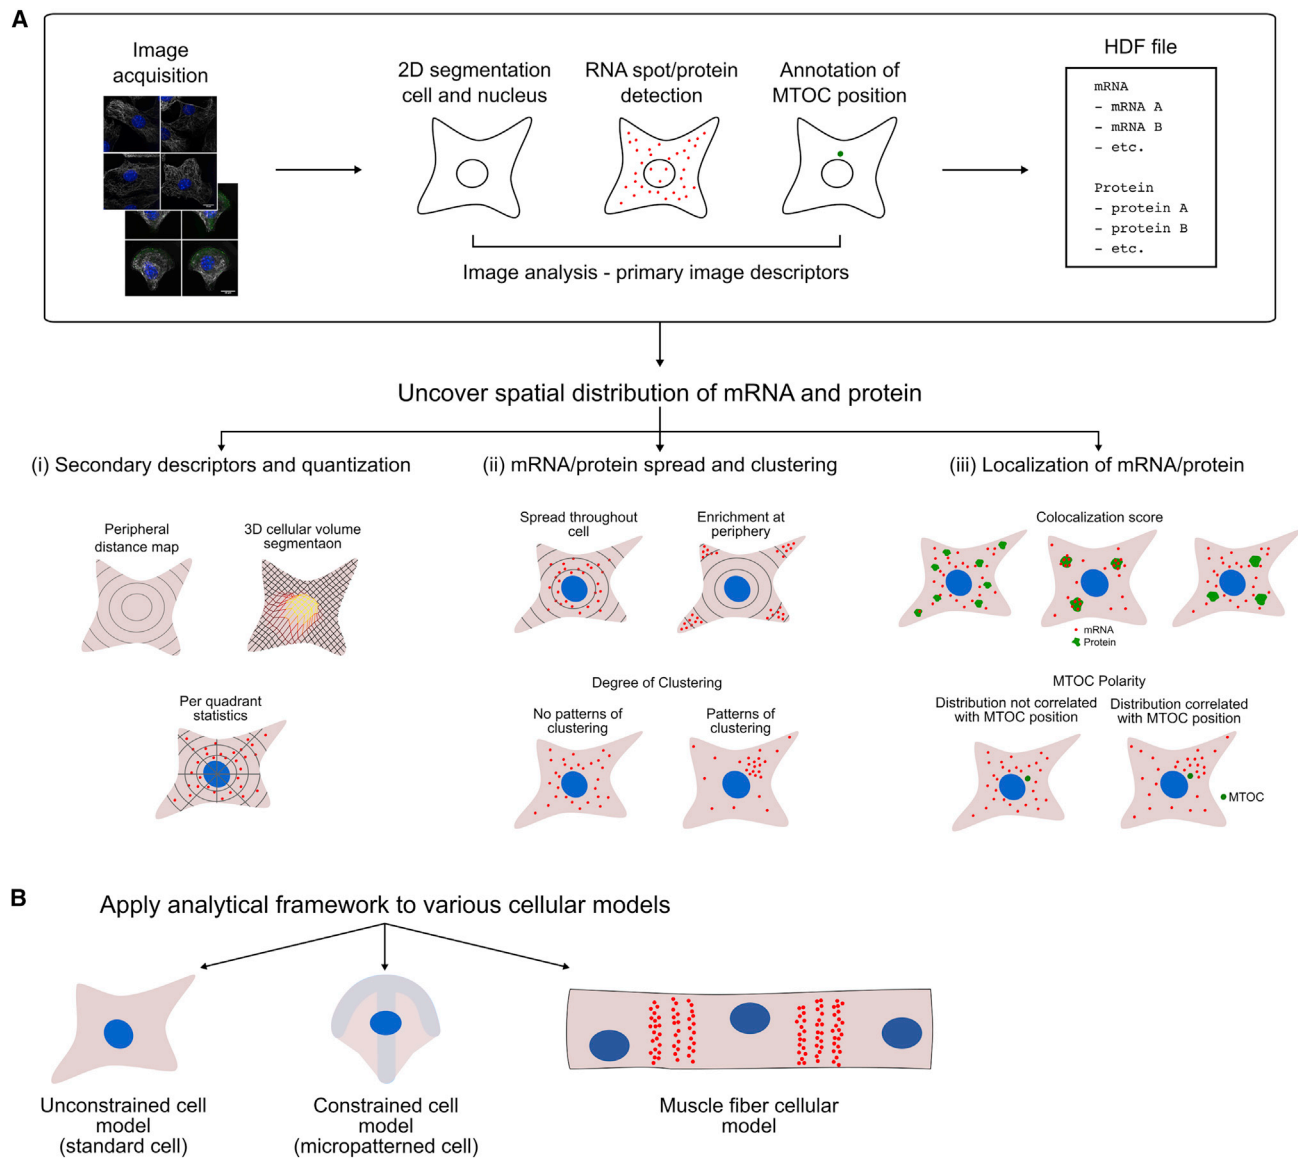 A
Image
acquisition
2D segmentation
cell and nucleus
RNA spot/protein
detection
Annotation of
MTOC position
HDF file
mRNA
- mRNA A
- mRNA B
- etc.
Protein
- protein A
- protein B
- etc.
Image analysis - primary image descriptors
Uncover spatial distribution of mRNA and protein
(i) Secondary descriptors and quantization
Peripheral
distance map
3D cellular volume
segmentaon
Per quadrant
statistics
(ii) mRNA/protein spread and clustering
Spread throughout
cell
Enrichment at
periphery
Degree of Clustering
No patterns of
clustering
Patterns of
clustering
(iii) Localization of mRNA/protein
Colocalization score
mRNA
Protein
MTOC Polarity
Distribution not correlated
with MTOC position
Distribution correlated
with MTOC position
MTOC
B
Apply analytical framework to various cellular models
Unconstrained cell
model
(standard cell)
Constrained cell
model
(micropatterned cell)
Muscle fiber cellular
model